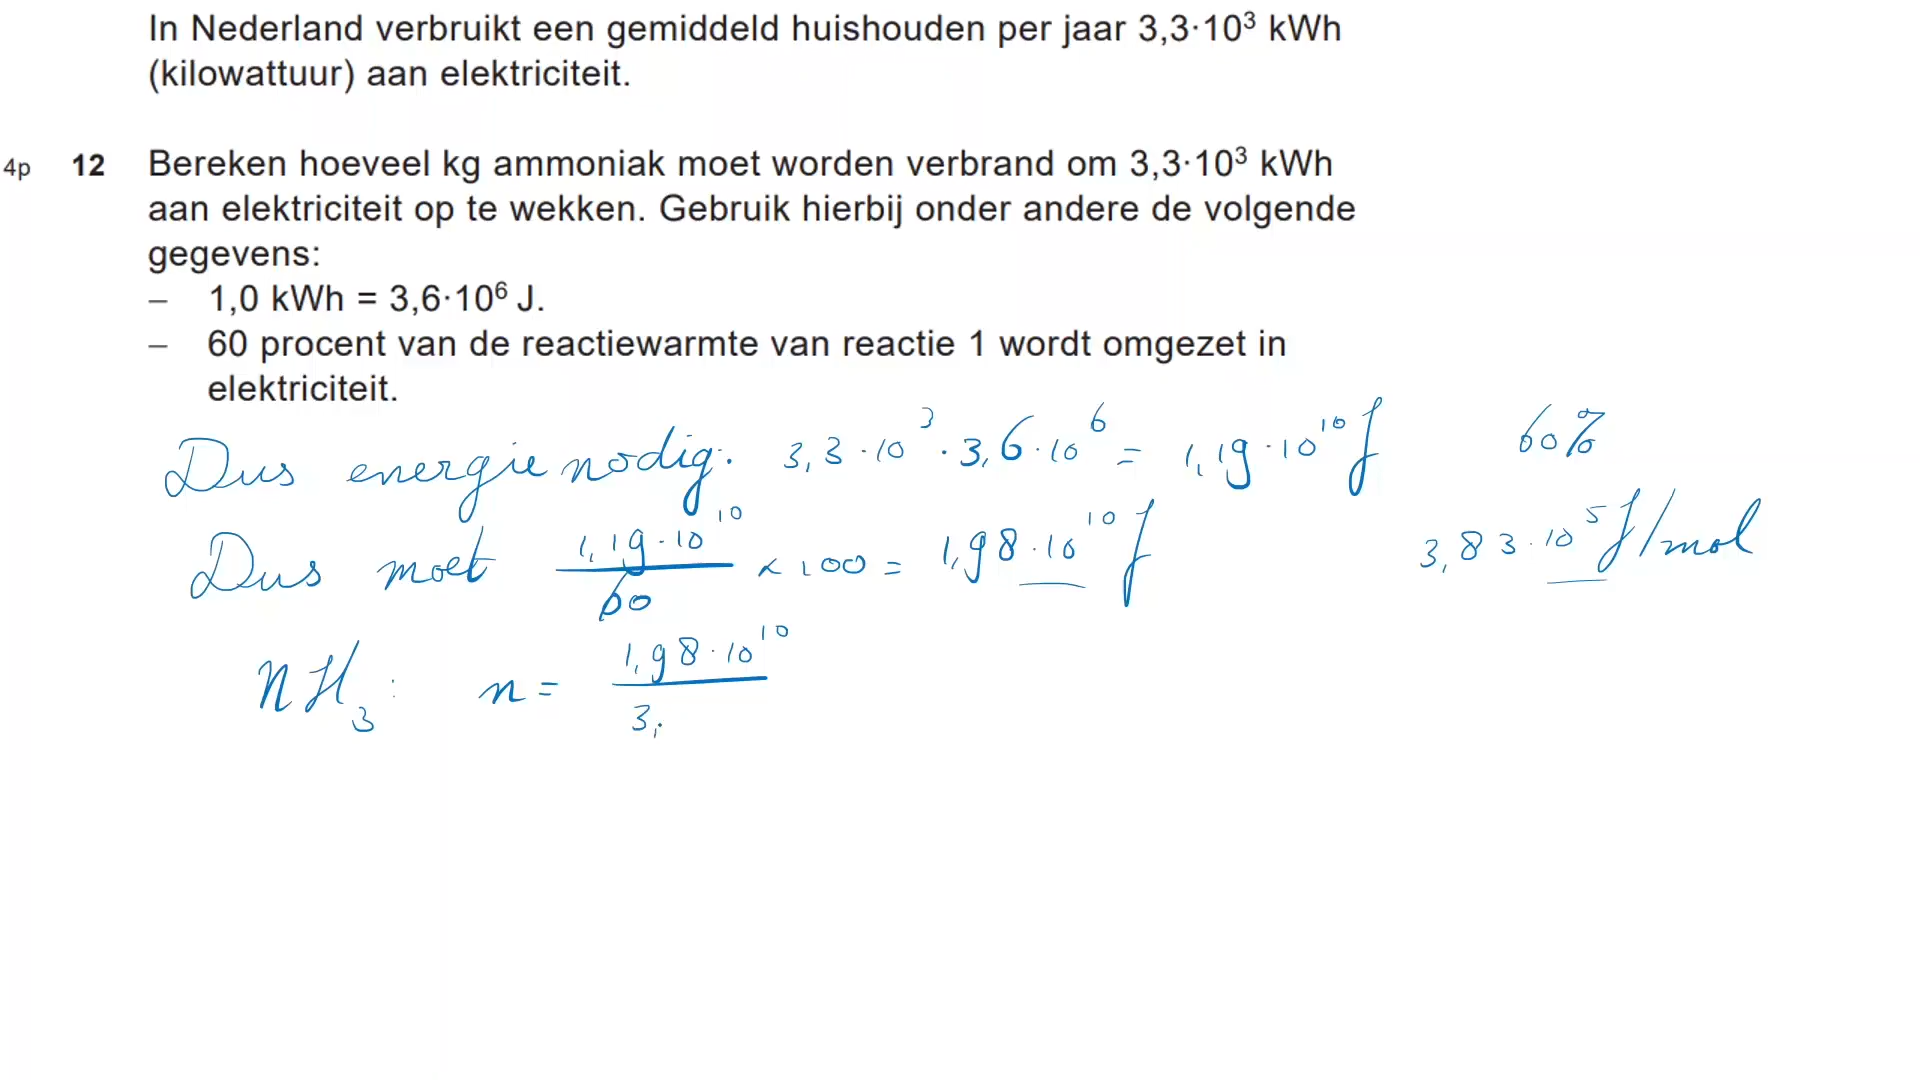 In Nederland verbruikt een gemiddeld huishouden per jaar 3,3·10³ kWh
(kilowattuur) aan elektriciteit.
4p 12 Bereken hoeveel kg ammoniak moet worden verbrand om 3,3·10³ kWh
aan elektriciteit op te wekken. Gebruik hierbij onder andere de volgende
gegevens:
– 1,0 kWh = 3,6·10⁶ J.
– 60 procent van de reactiewarmte van reactie 1 wordt omgezet in
elektriciteit.
Dus energie nodig: 3,3·10³ · 3,6·10⁶ = 1,19·10¹⁰ J 60%
Dus moet 1,19·10¹⁰ / 60 × 100 = 1,98·10¹⁰ J 3,83·10⁵ J/mol
NH₃: n = 1,98·10¹⁰
3,